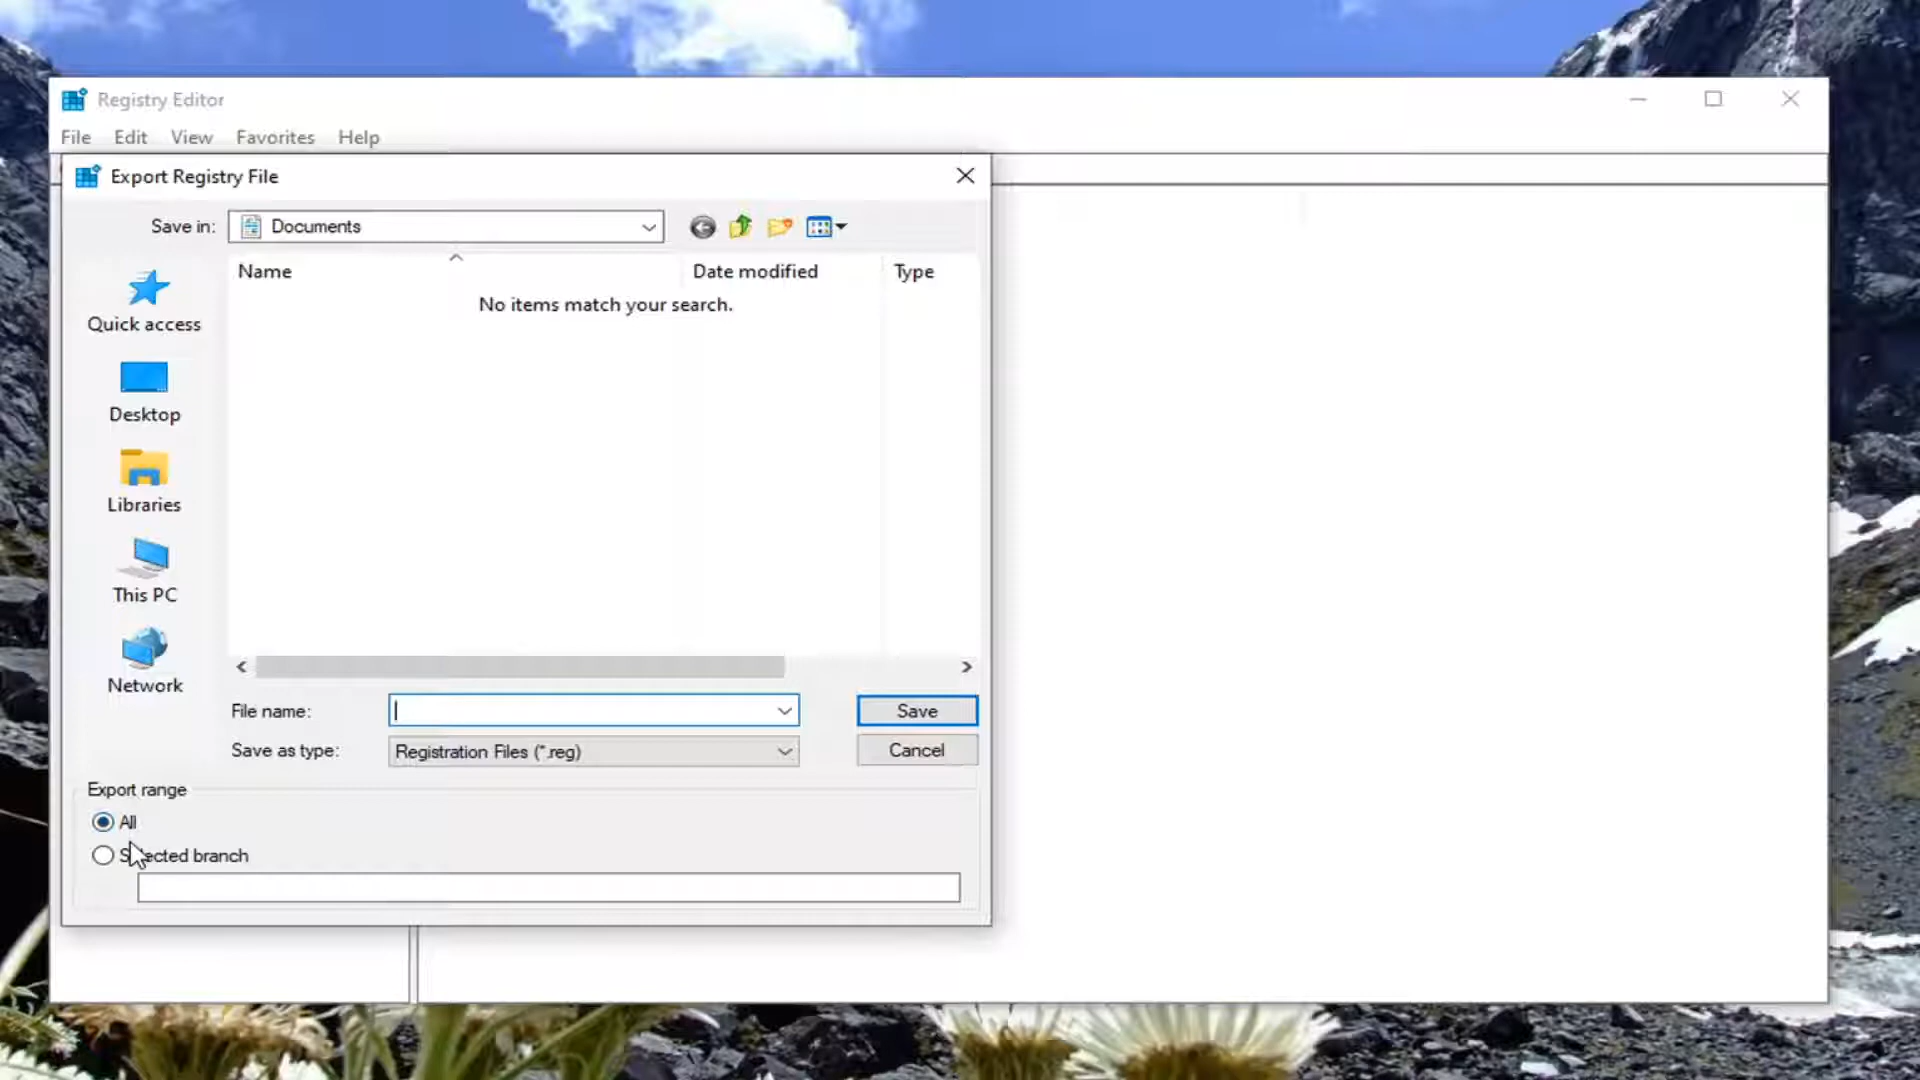 Registry Editor
File Edit View Favorites Help
Export Registry File
Save in: Documents
Name Date modified Type
No items match your search.
Quick access
Desktop
Libraries
This PC
Network
File name: Save
Save as type: Registration Files (*.reg) Cancel
Export range
All
Selected branch